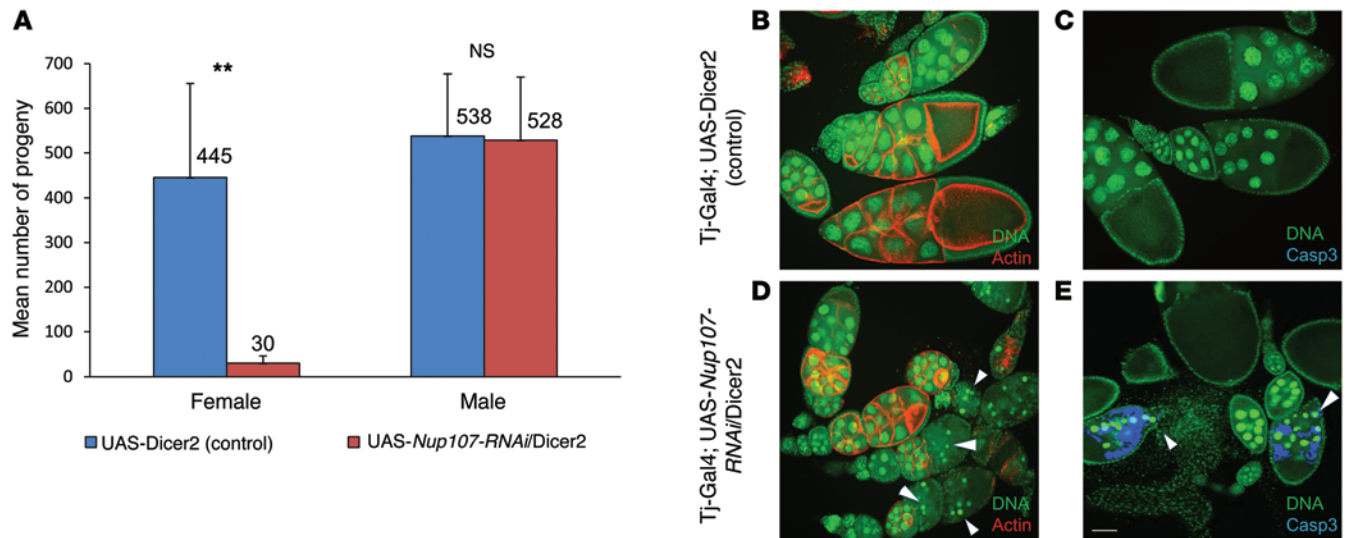 A
Mean number of progeny
700
600
500
400
300
200
100
0
**
NS
445
30
538
528
Female
Male
UAS-Dicer2 (control)
UAS-Nup107-RNAi/Dicer2
Tj-Gal4; UAS-Dicer2
(control)
B
DNA
Actin
C
DNA
Casp3
Tj-Gal4; UAS-Nup107-
RNAi/Dicer2
D
DNA
Actin
E
DNA
Casp3